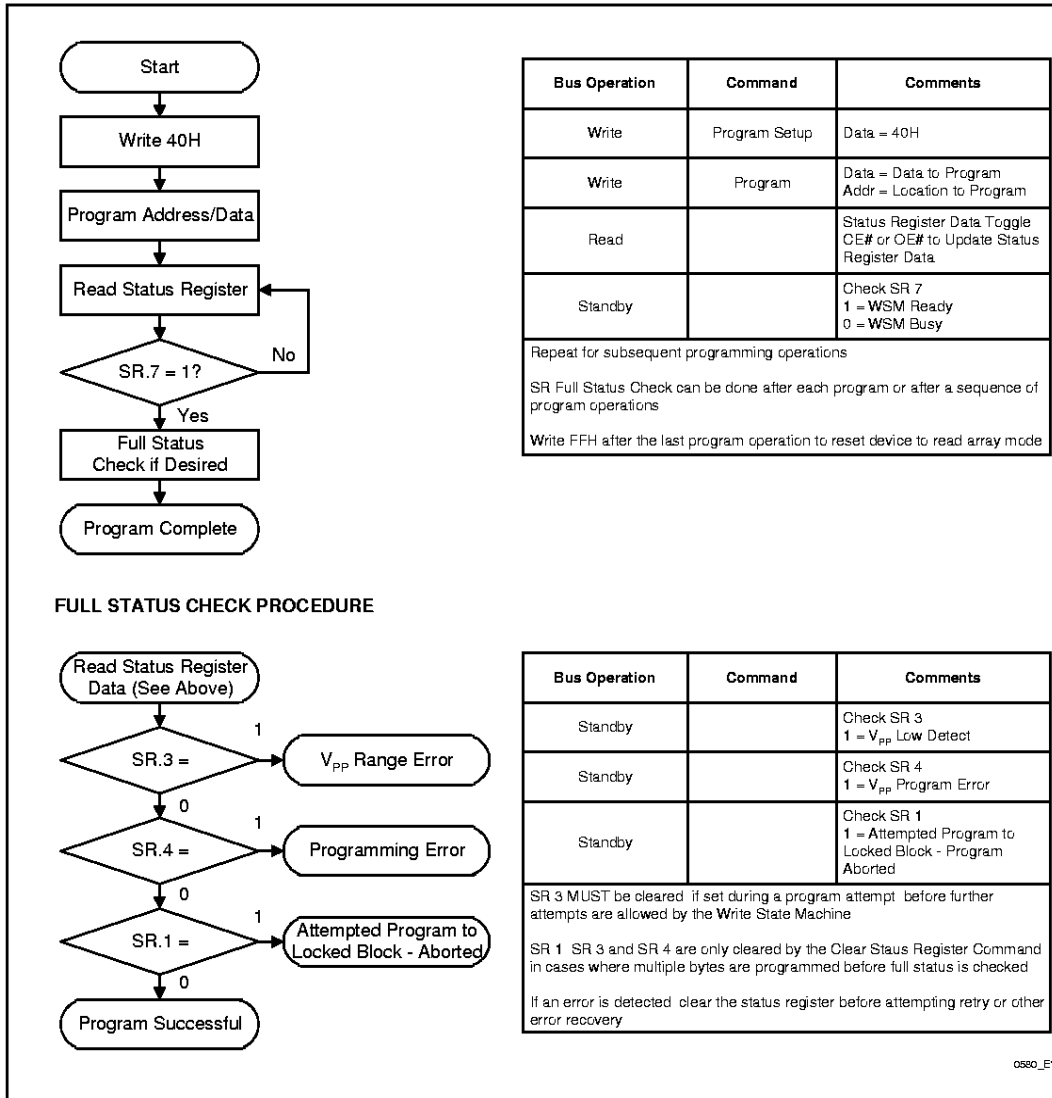 Start
Write 40H
Program Address/Data
Read Status Register
No
SR.7 = 1?
Yes
Full Status
Check if Desired
Program Complete
Bus Operation Command Comments
Write Program Setup Data = 40H
Write Program Data = Data to Program
Addr = Location to Program
Read Status Register Data Toggle
CE# or OE# to Update Status
Register Data
Standby Check SR 7
1 = WSM Ready
0 = WSM Busy
Repeat for subsequent programming operations
SR Full Status Check can be done after each program or after a sequence of
program operations
Write FFH after the last program operation to reset device to read array mode
FULL STATUS CHECK PROCEDURE
Read Status Register
Data (See Above)
1
SR.3 = VPP Range Error
0
1
SR.4 = Programming Error
0
1
SR.1 = Attempted Program to
Locked Block - Aborted
0
Program Successful
Bus Operation Command Comments
Standby Check SR 3
1 = VPP Low Detect
Standby Check SR 4
1 = VPP Program Error
Standby Check SR 1
1 = Attempted Program to
Locked Block - Program
Aborted
SR 3 MUST be cleared if set during a program attempt before further
attempts are allowed by the Write State Machine
SR 1 SR 3 and SR 4 are only cleared by the Clear Staus Register Command
in cases where multiple bytes are programmed before full status is checked
If an error is detected clear the status register before attempting retry or other
error recovery